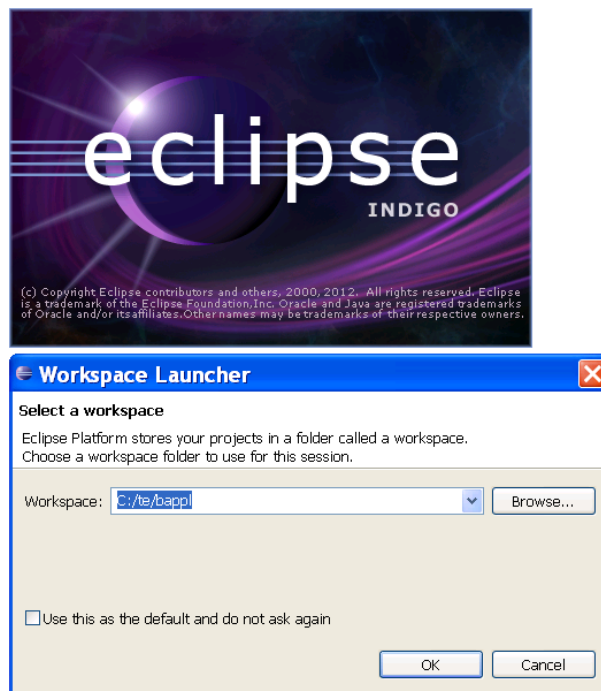 eclipse
INDIGO
(c) Copyright Eclipse contributors and others, 2000, 2012. All rights reserved. Eclipse
is a trademark of the Eclipse Foundation,Inc. Oracle and Java are registered trademarks
of Oracle and/or itsaffiliates.Othernames may be trademarks of their respective owners.
Workspace Launcher
Select a workspace
Eclipse Platform stores your projects in a folder called a workspace.
Choose a workspace folder to use for this session.
Workspace: C:/te/bappl Browse...
Use this as the default and do not ask again
OK Cancel